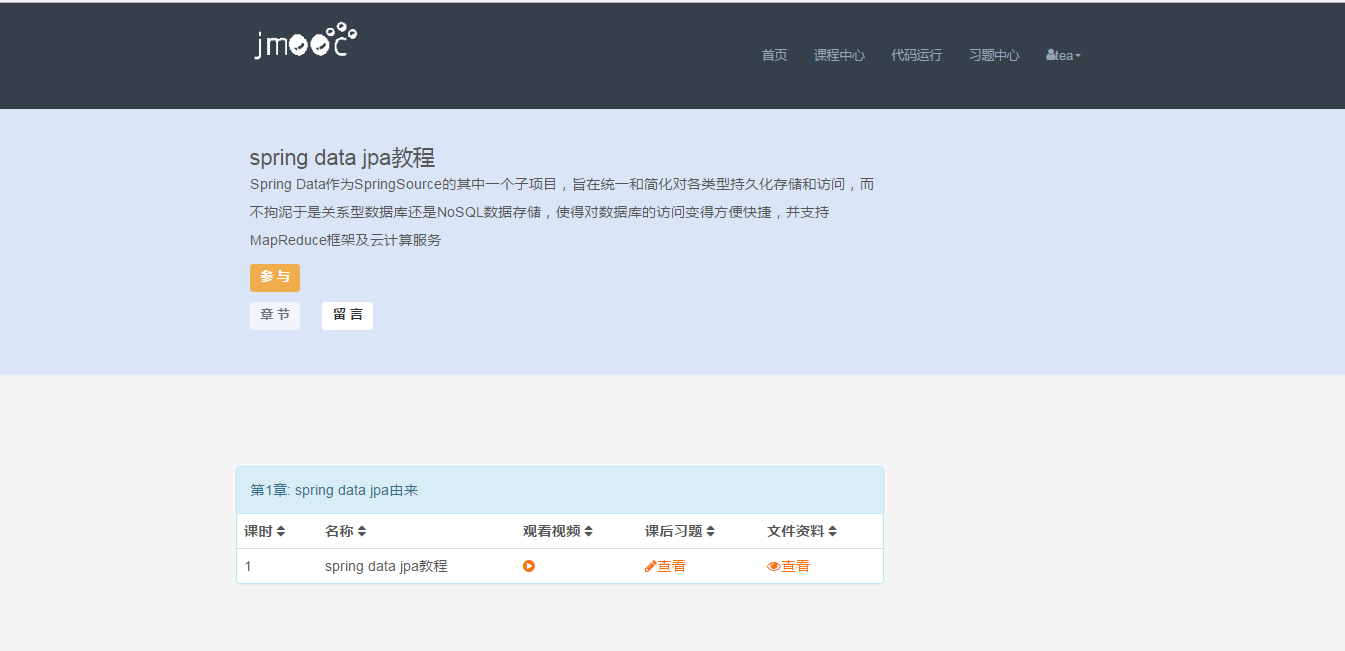 jmooc
首页 课程中心 代码运行 习题中心 tea
spring data jpa教程
Spring Data作为SpringSource的其中一个子项目，旨在统一和简化对各类型持久化存储和访问，而
不拘泥于是关系型数据库还是NoSQL数据存储，使得对数据库的访问变得方便快捷，并支持
MapReduce框架及云计算服务
参 与
章 节 留 言
第1章: spring data jpa由来
课时 名称 观看视频 课后习题 文件资料
1 spring data jpa教程 查看 查看